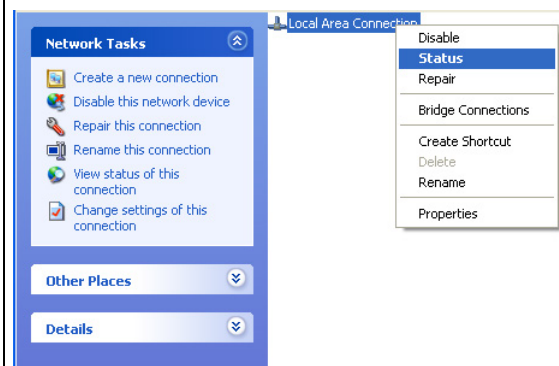 Network Tasks
Create a new connection
Disable this network device
Repair this connection
Rename this connection
View status of this
connection
Change settings of this
connection
Other Places
Details
Local Area Connection
Disable
Status
Repair
Bridge Connections
Create Shortcut
Delete
Rename
Properties